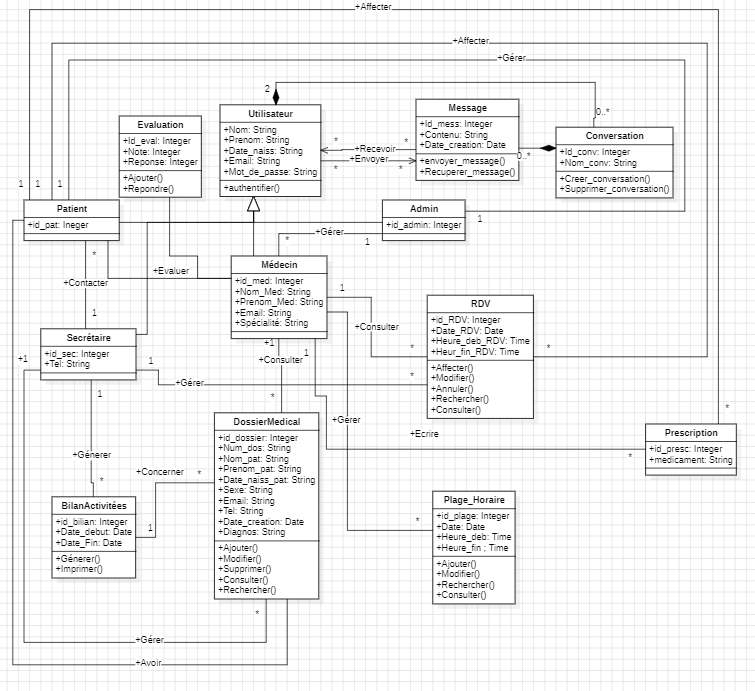 +Affecter
+Affecter
+Gérer
2
Utilisateur
+Nom: String
+Prenom: String
+Date_naiss: String
+Email: String
+Mot_de_passe: String
+authentifier()
Evaluation
+Id_eval: Integer
+Note: Integer
+Reponse: Integer
+Ajouter()
+Repondre()
Message
+Id_mess: Integer
+Contenu: String
+Date_creation: Date
+envoyer_message()
+Recuperer_message()
0..*
Conversation
+Id_conv: Integer
+Nom_conv: String
+Creer_conversation()
+Supprimer_conversation()
0..*
* +Recevoir *
* +Envoyer *
1 1 1
Patient
+id_pat: Ineger
Admin
+id_admin: Integer
1
* +Gérer 1
*
+Contacter
1
+Evaluer
Médecin
+id_med: Integer
+Nom_Med: String
+Prenom_Med: String
+Email: String
+Spécialité: String
1
+Consulter
*
RDV
+id_RDV: Integer
+Date_RDV: Date
+Heure_deb_RDV: Time
+Heur_fin_RDV: Time
+Affecter()
+Modifier()
+Annuler()
+Rechercher()
+Consulter()
*
Secrétaire
+id_sec: Integer
+Tel: String
+1
1 +Gérer *
+1
+Consulter
*
1
+Gérer
+Ecrire
*
*
Prescription
+id_presc: Integer
+medicament: String
1
+Génerer
*
+Concerner *
1
DossierMedical
+id_dossier: Integer
+Num_dos: String
+Nom_pat: String
+Prenom_pat: String
+Date_naiss_pat: String
+Sexe: String
+Email: String
+Tel: String
+Date_creation: Date
+Diagnos: String
+Ajouter()
+Modifier()
+Supprimer()
+Consulter()
+Rechercher()
BilanActivitées
+id_bilian: Integer
+Date_debut: Date
+Date_Fin: Date
+Génerer()
+Imprimer()
*
Plage_Horaire
+id_plage: Integer
+Date: Date
+Heure_deb: Time
+Heure_fin ; Time
+Ajouter()
+Modifier()
+Rechercher()
+Consulter()
*
+Gérer
+Avoir